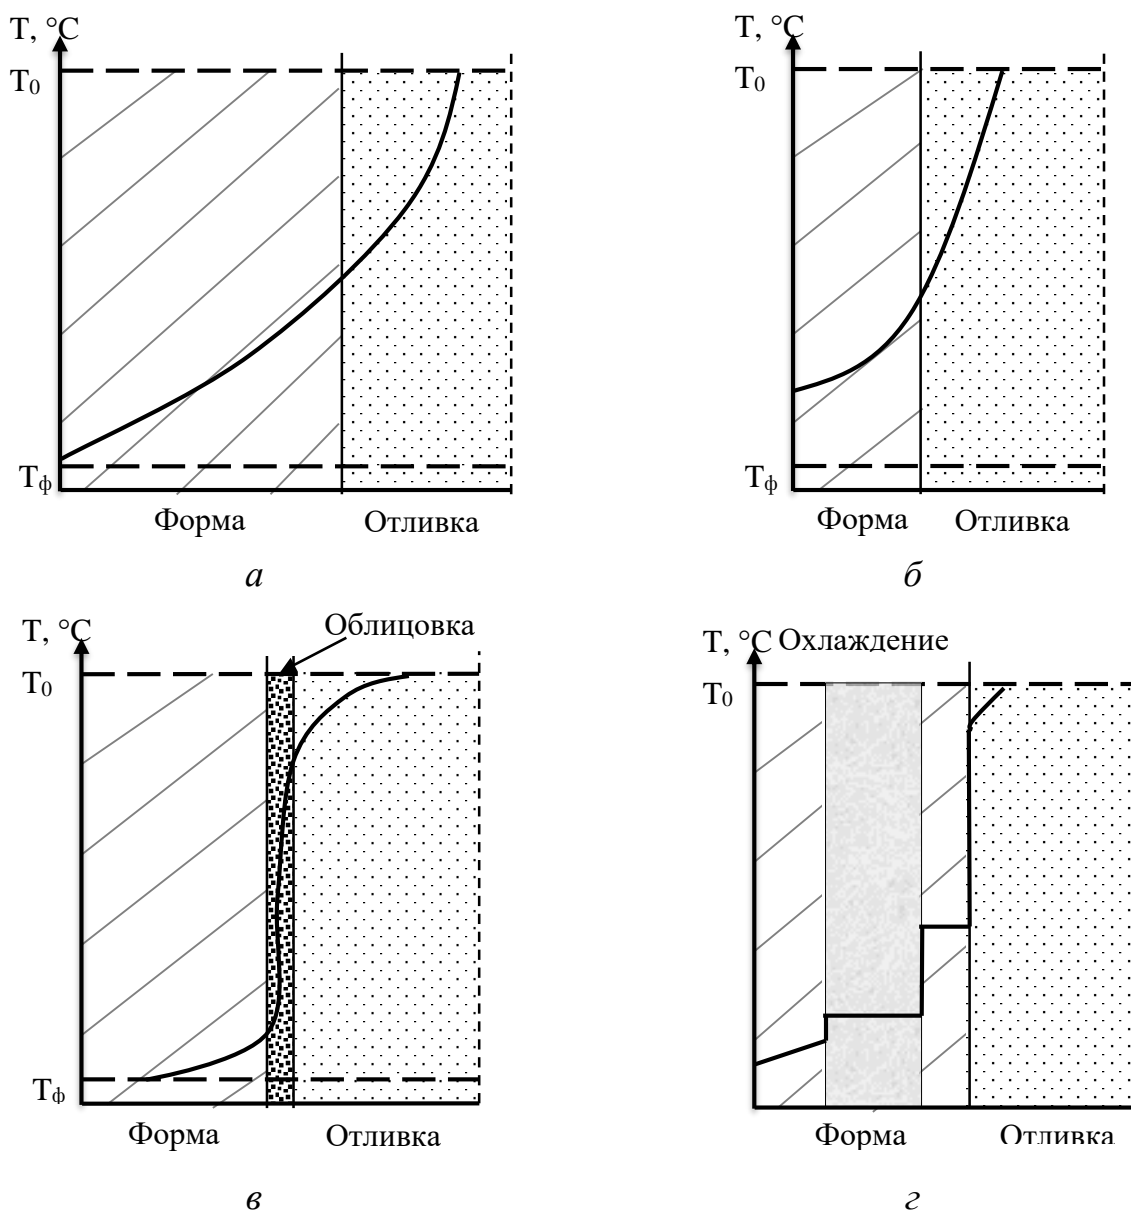 T, °C
T₀
Tф
Форма
Отливка
а
T, °C
T₀
Tф
Форма
Отливка
б
Облицовка
T, °C
T₀
Tф
Форма
Отливка
в
T, °C Охлаждение
T₀
Форма
Отливка
г